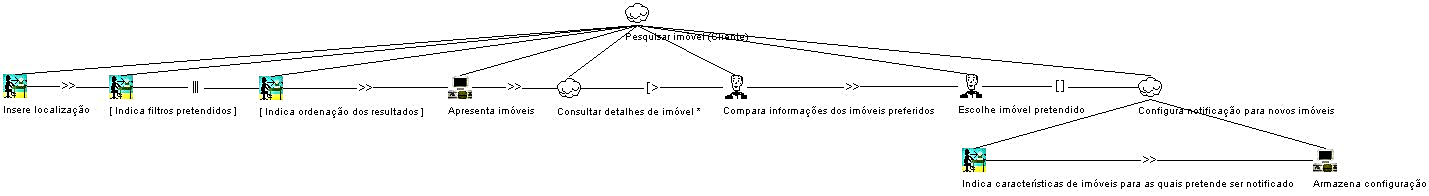 Pesquisar imóvel (Cliente)
>> ||| >> >> [> >> []
Insere localização [ Indica filtros pretendidos ] [ Indica ordenação dos resultados ] Apresenta imóveis Consultar detalhes de imóvel * Compara informações dos imóveis preferidos Escolhe imóvel pretendido Configura notificação para novos imóveis
>>
Indica características de imóveis para as quais pretende ser notificado Armazena configuração